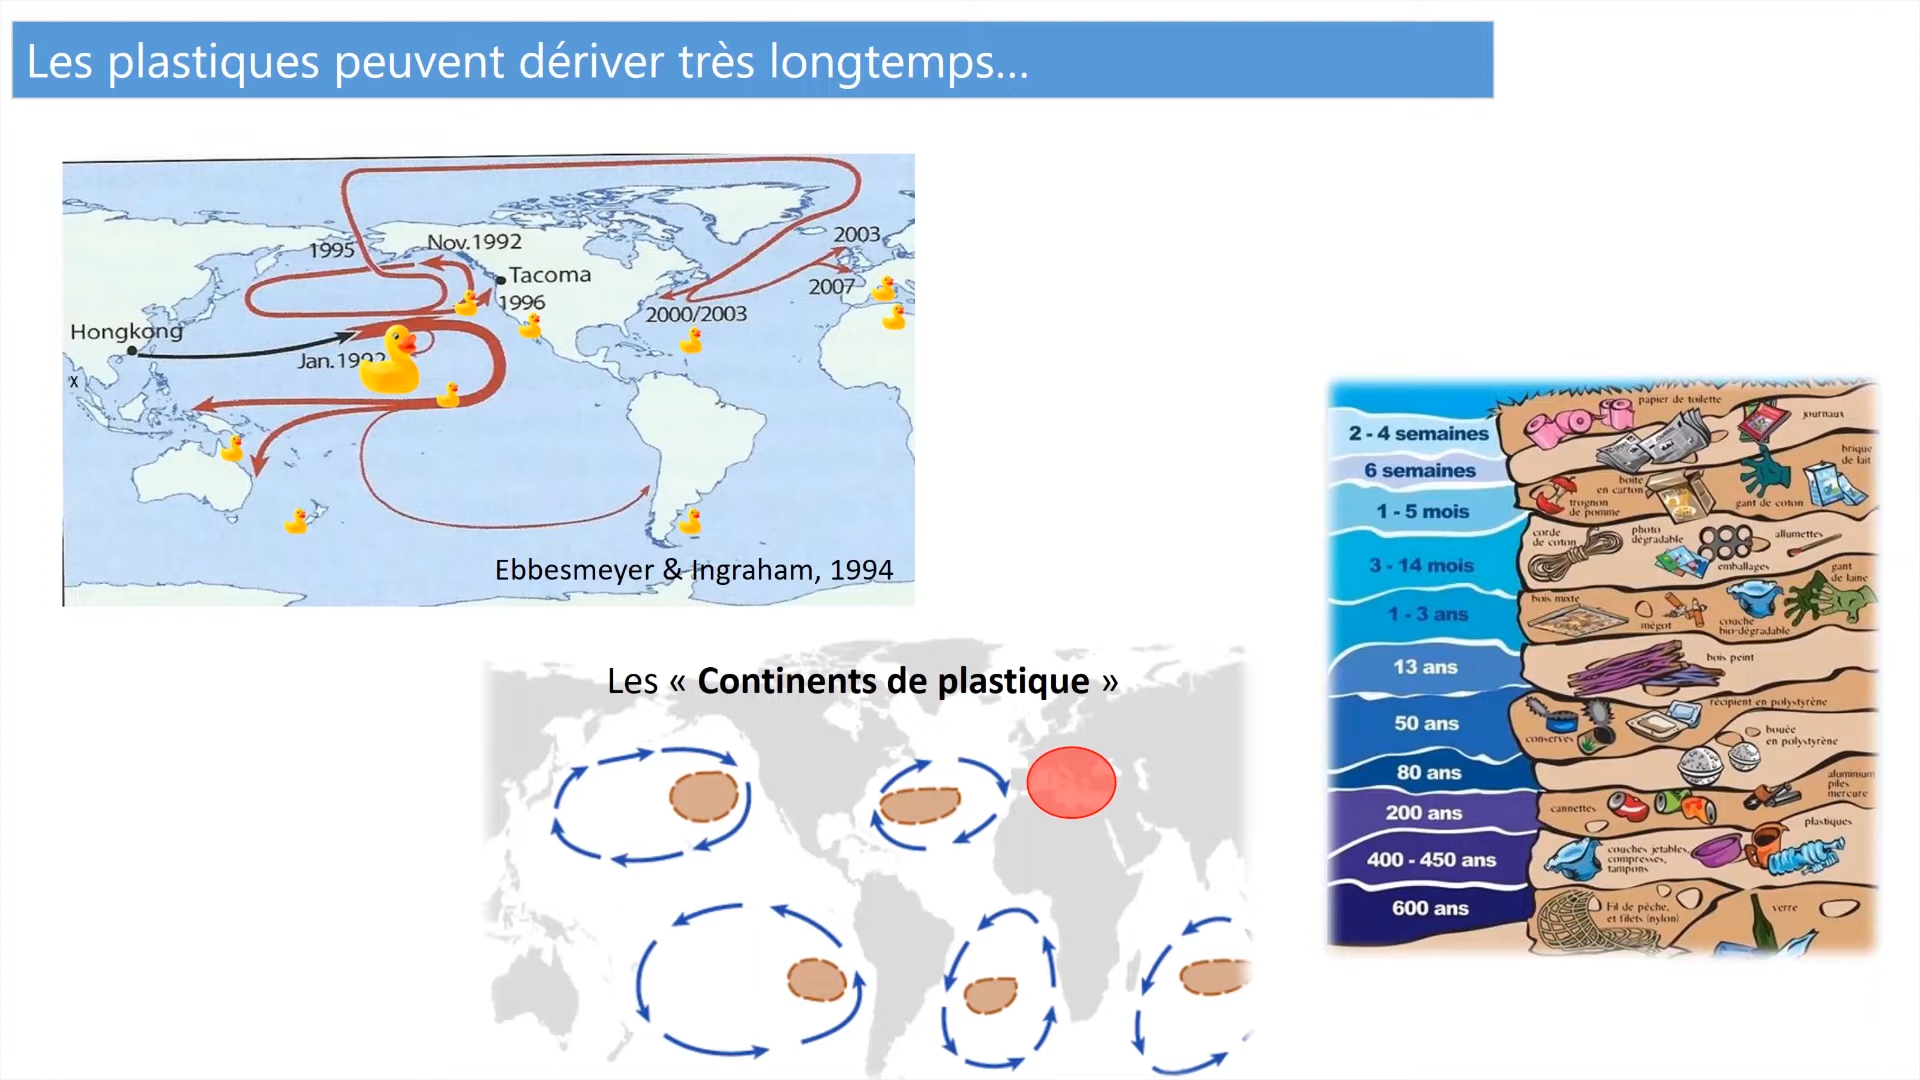 Les plastiques peuvent dériver très longtemps...
1995
Nov.1992
Tacoma
1996
2003
2007
2000/2003
Hongkong
Jan.1992
x
Ebbesmeyer & Ingraham, 1994
Les « Continents de plastique »
2 - 4 semaines
6 semaines
1 - 5 mois
3 - 14 mois
1 - 3 ans
13 ans
50 ans
80 ans
200 ans
400 - 450 ans
600 ans
papier de toilette
journaux
brique
de lait
boite
en carton
trognon
de pomme
gant de coton
corde
de coton
photo
dégradable
allumettes
emballages
gant
de laine
bois mixte
mégot
couche
bio-dégradable
bois peint
récipient en polystyrène
conserves
bouée
en polystyrène
aluminium
piles
mercure
cannettes
plastiques
couches jetables,
compresses,
tampons
Fil de pêche,
et filets (nylon)
verre